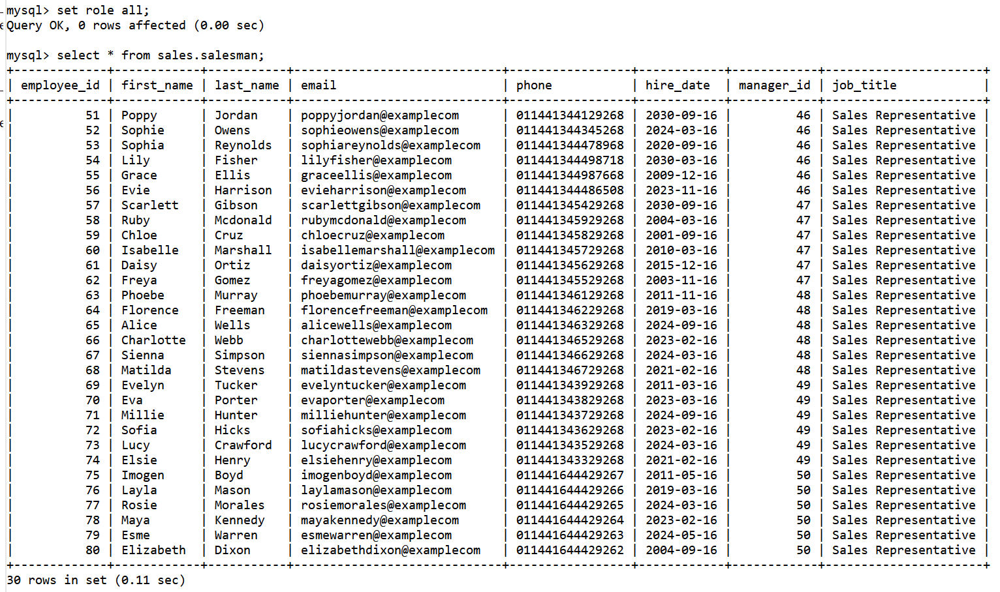 mysql> set role all;
Query OK, 0 rows affected (0.00 sec)
mysql> select * from sales.salesman;
+-------------+------------+-----------+-----------------------------+-----------------+------------+------------+----------------------+
| employee_id | first_name | last_name | email                       | phone           | hire_date  | manager_id | job_title            |
+-------------+------------+-----------+-----------------------------+-----------------+------------+------------+----------------------+
|          51 | Poppy      | Jordan    | poppyjordan@examplecom      | 011441344129268 | 2030-09-16 |         46 | Sales Representative |
|          52 | Sophie     | Owens     | sophieowens@examplecom      | 011441344345268 | 2024-03-16 |         46 | Sales Representative |
|          53 | Sophia     | Reynolds  | sophiareynolds@examplecom   | 011441344478968 | 2020-09-16 |         46 | Sales Representative |
|          54 | Lily       | Fisher    | lilyfisher@examplecom       | 011441344498718 | 2030-03-16 |         46 | Sales Representative |
|          55 | Grace      | Ellis     | graceellis@examplecom       | 011441344987668 | 2009-12-16 |         46 | Sales Representative |
|          56 | Evie       | Harrison  | evieharrison@examplecom     | 011441344486508 | 2023-11-16 |         46 | Sales Representative |
|          57 | Scarlett   | Gibson    | scarlettgibson@examplecom   | 011441345429268 | 2030-09-16 |         47 | Sales Representative |
|          58 | Ruby       | Mcdonald  | rubymcdonald@examplecom     | 011441345929268 | 2004-03-16 |         47 | Sales Representative |
|          59 | Chloe      | Cruz      | chloecruz@examplecom        | 011441345829268 | 2001-09-16 |         47 | Sales Representative |
|          60 | Isabelle   | Marshall  | isabellemarshall@examplecom | 011441345729268 | 2010-03-16 |         47 | Sales Representative |
|          61 | Daisy      | Ortiz     | daisyortiz@examplecom       | 011441345629268 | 2015-12-16 |         47 | Sales Representative |
|          62 | Freya      | Gomez     | freyagomez@examplecom       | 011441345529268 | 2003-11-16 |         47 | Sales Representative |
|          63 | Phoebe     | Murray    | phoebemurray@examplecom     | 011441346129268 | 2011-11-16 |         48 | Sales Representative |
|          64 | Florence   | Freeman   | florencefreeman@examplecom  | 011441346229268 | 2019-03-16 |         48 | Sales Representative |
|          65 | Alice      | Wells     | alicewells@examplecom       | 011441346329268 | 2024-09-16 |         48 | Sales Representative |
|          66 | Charlotte  | Webb      | charlottewebb@examplecom    | 011441346529268 | 2023-02-16 |         48 | Sales Representative |
|          67 | Sienna     | Simpson   | siennasimpson@examplecom    | 011441346629268 | 2024-03-16 |         48 | Sales Representative |
|          68 | Matilda    | Stevens   | matildastevens@examplecom   | 011441346729268 | 2021-02-16 |         48 | Sales Representative |
|          69 | Evelyn     | Tucker    | evelyntucker@examplecom     | 011441343929268 | 2011-03-16 |         49 | Sales Representative |
|          70 | Eva        | Porter    | evaporter@examplecom        | 011441343829268 | 2023-03-16 |         49 | Sales Representative |
|          71 | Millie     | Hunter    | milliehunter@examplecom     | 011441343729268 | 2024-09-16 |         49 | Sales Representative |
|          72 | Sofia      | Hicks     | sofiahicks@examplecom       | 011441343629268 | 2023-02-16 |         49 | Sales Representative |
|          73 | Lucy       | Crawford  | lucycrawford@examplecom     | 011441343529268 | 2024-03-16 |         49 | Sales Representative |
|          74 | Elsie      | Henry     | elsiehenry@examplecom       | 011441343329268 | 2021-02-16 |         49 | Sales Representative |
|          75 | Imogen     | Boyd      | imogenboyd@examplecom       | 011441644429267 | 2011-05-16 |         50 | Sales Representative |
|          76 | Layla      | Mason     | laylamason@examplecom       | 011441644429266 | 2019-03-16 |         50 | Sales Representative |
|          77 | Rosie      | Morales   | rosiemorales@examplecom     | 011441644429265 | 2024-03-16 |         50 | Sales Representative |
|          78 | Maya       | Kennedy   | mayakennedy@examplecom      | 011441644429264 | 2023-02-16 |         50 | Sales Representative |
|          79 | Esme       | Warren    | esmewarren@examplecom       | 011441644429263 | 2024-05-16 |         50 | Sales Representative |
|          80 | Elizabeth  | Dixon     | elizabethdixon@examplecom   | 011441644429262 | 2004-09-16 |         50 | Sales Representative |
+-------------+------------+-----------+-----------------------------+-----------------+------------+------------+----------------------+
30 rows in set (0.11 sec)